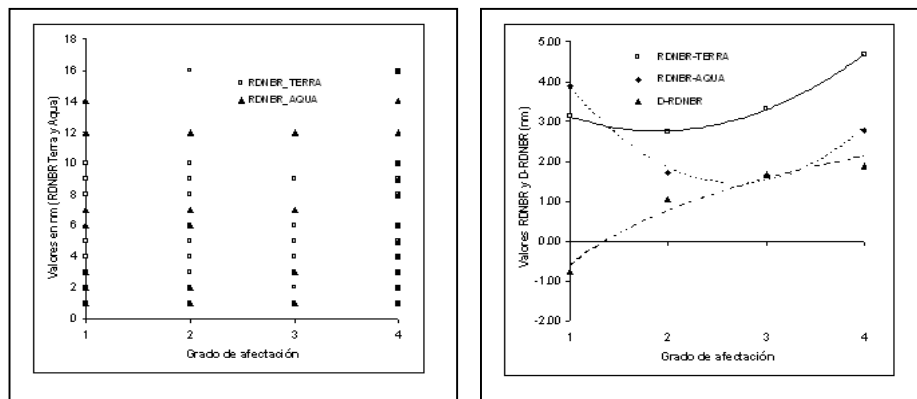 18
16
14
12
10
8
6
4
2
0
Valores en nm (RDNBR Terra y Aqua)
RDNBR_TERRA
RDNBR_AQUA
1 2 3 4
Grado de afectación
5.00
4.00
3.00
2.00
1.00
0.00
-1.00
-2.00
Valores RDNBR y D-RDNBR (nm)
RDNBR-TERRA
RDNBR-AQUA
D-RDNBR
1 2 3 4
Grado de afectación